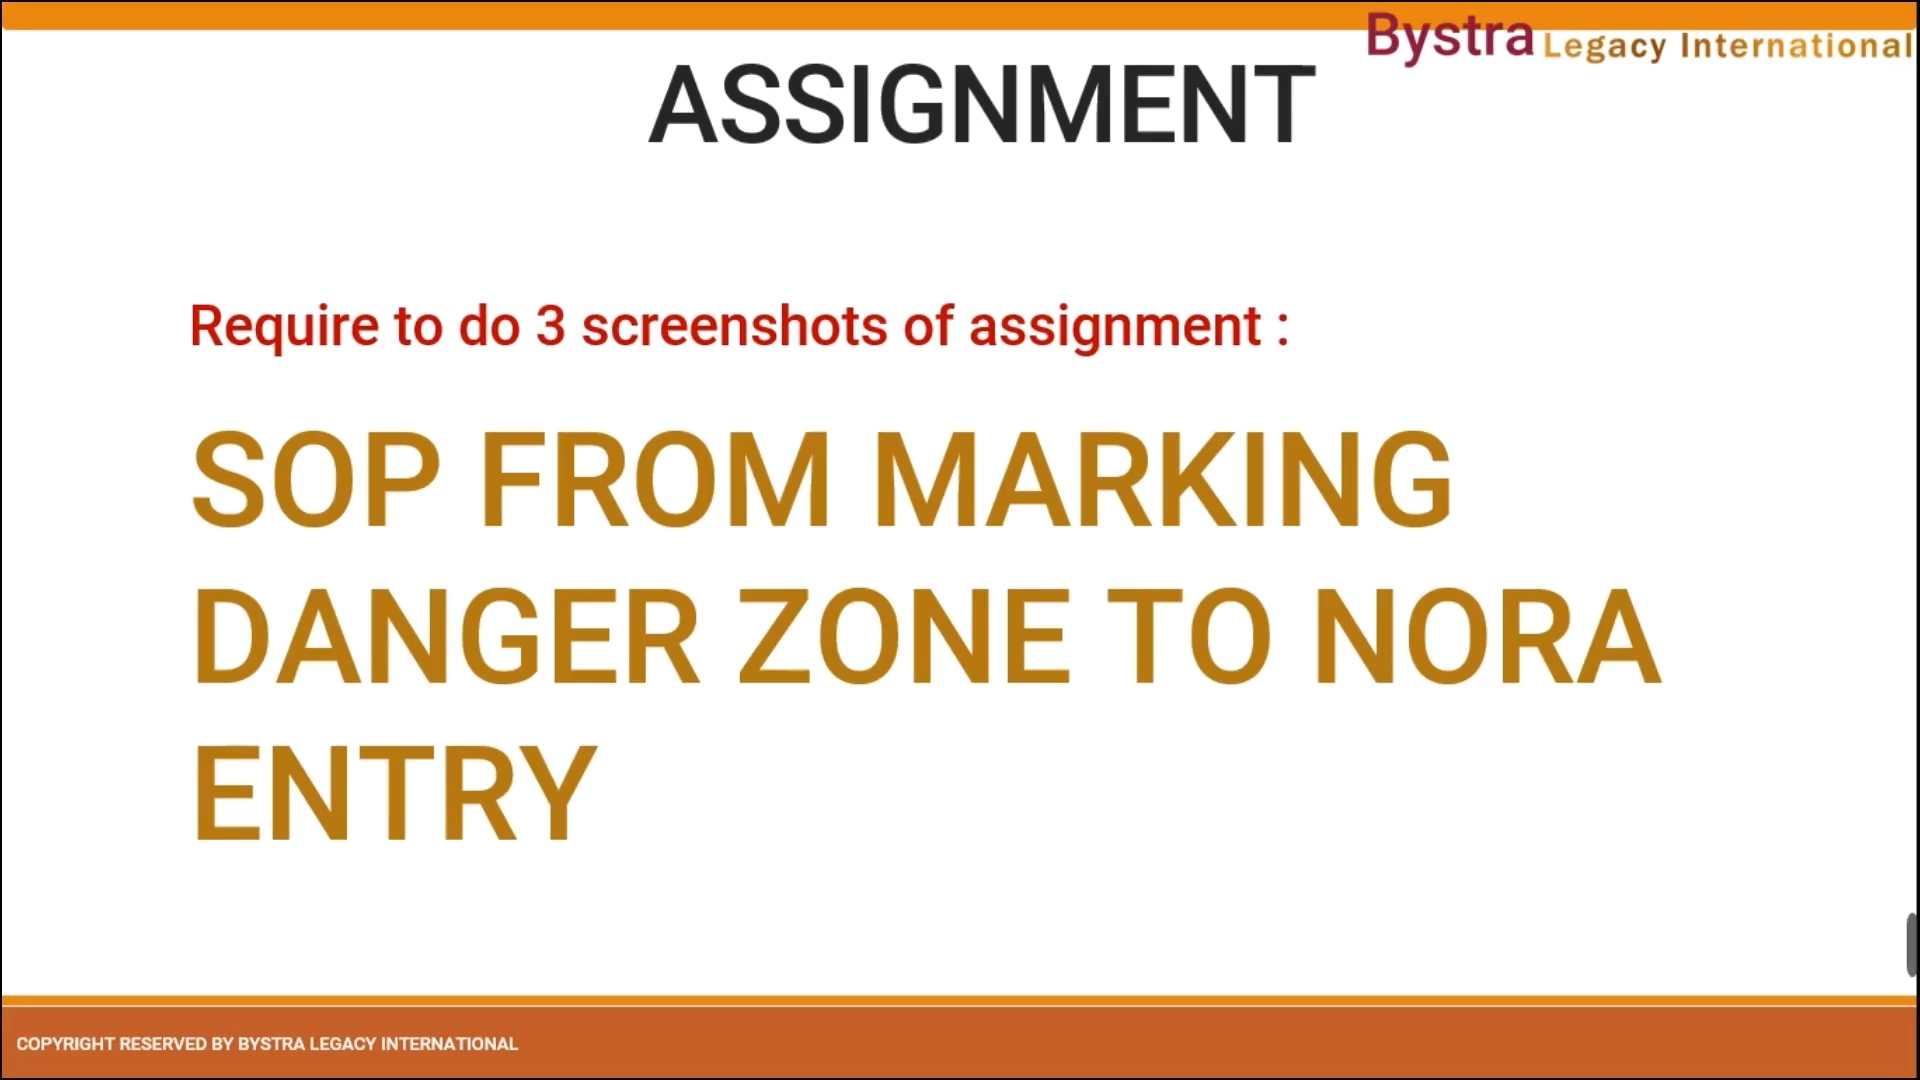 Bystra Legacy International
ASSIGNMENT
Require to do 3 screenshots of assignment :
SOP FROM MARKING
DANGER ZONE TO NORA
ENTRY
COPYRIGHT RESERVED BY BYSTRA LEGACY INTERNATIONAL